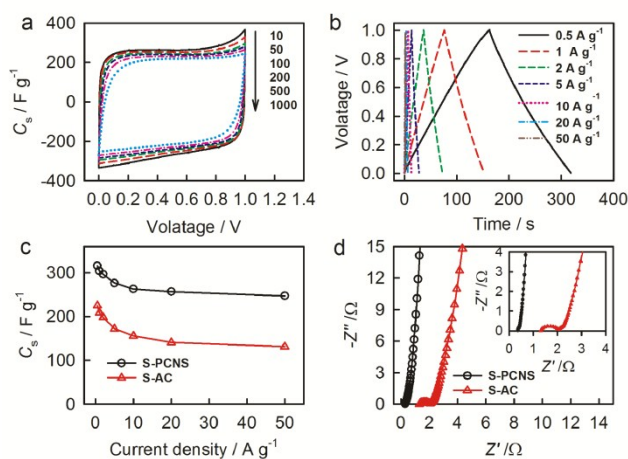 400
200
0
-200
-400
C_s / F g⁻¹
0.0 0.2 0.4 0.6 0.8 1.0 1.2 1.4
Volatage / V
10
50
100
200
500
1000
a
1.0
0.8
0.6
0.4
0.2
0.0
Volatage / V
0 100 200 300 400 500
Time / s
0.5 A g⁻¹
1 A g⁻¹
2 A g⁻¹
5 A g⁻¹
10 A g⁻¹
20 A g⁻¹
50 A g⁻¹
b
c
300
200
100
0
C_s / F g⁻¹
S-PCNS
S-AC
0 10 20 30 40 50
Current density / A g⁻¹
d
15
12
9
6
3
0
-Z″/Ω
S-PCNS
S-AC
0 2 4 6 8 10 12 14
Z′/Ω
4
3
2
1
0
-Z″/Ω
0 1 2 3 4
Z′/Ω